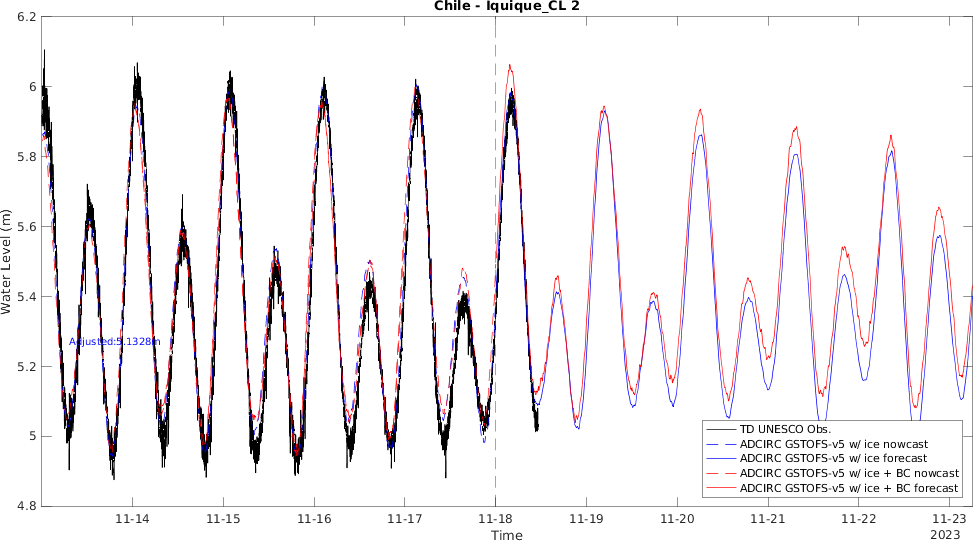 Chile - Iquique_CL 2
6.2
6
5.8
5.6
5.4
5.2
5
4.8
Water Level (m)
Adjusted:5.1328m
TD UNESCO Obs.
ADCIRC GSTOFS-v5 w/ ice nowcast
ADCIRC GSTOFS-v5 w/ ice forecast
ADCIRC GSTOFS-v5 w/ ice + BC nowcast
ADCIRC GSTOFS-v5 w/ ice + BC forecast
11-14 11-15 11-16 11-17 11-18 11-19 11-20 11-21 11-22 11-23
Time
2023